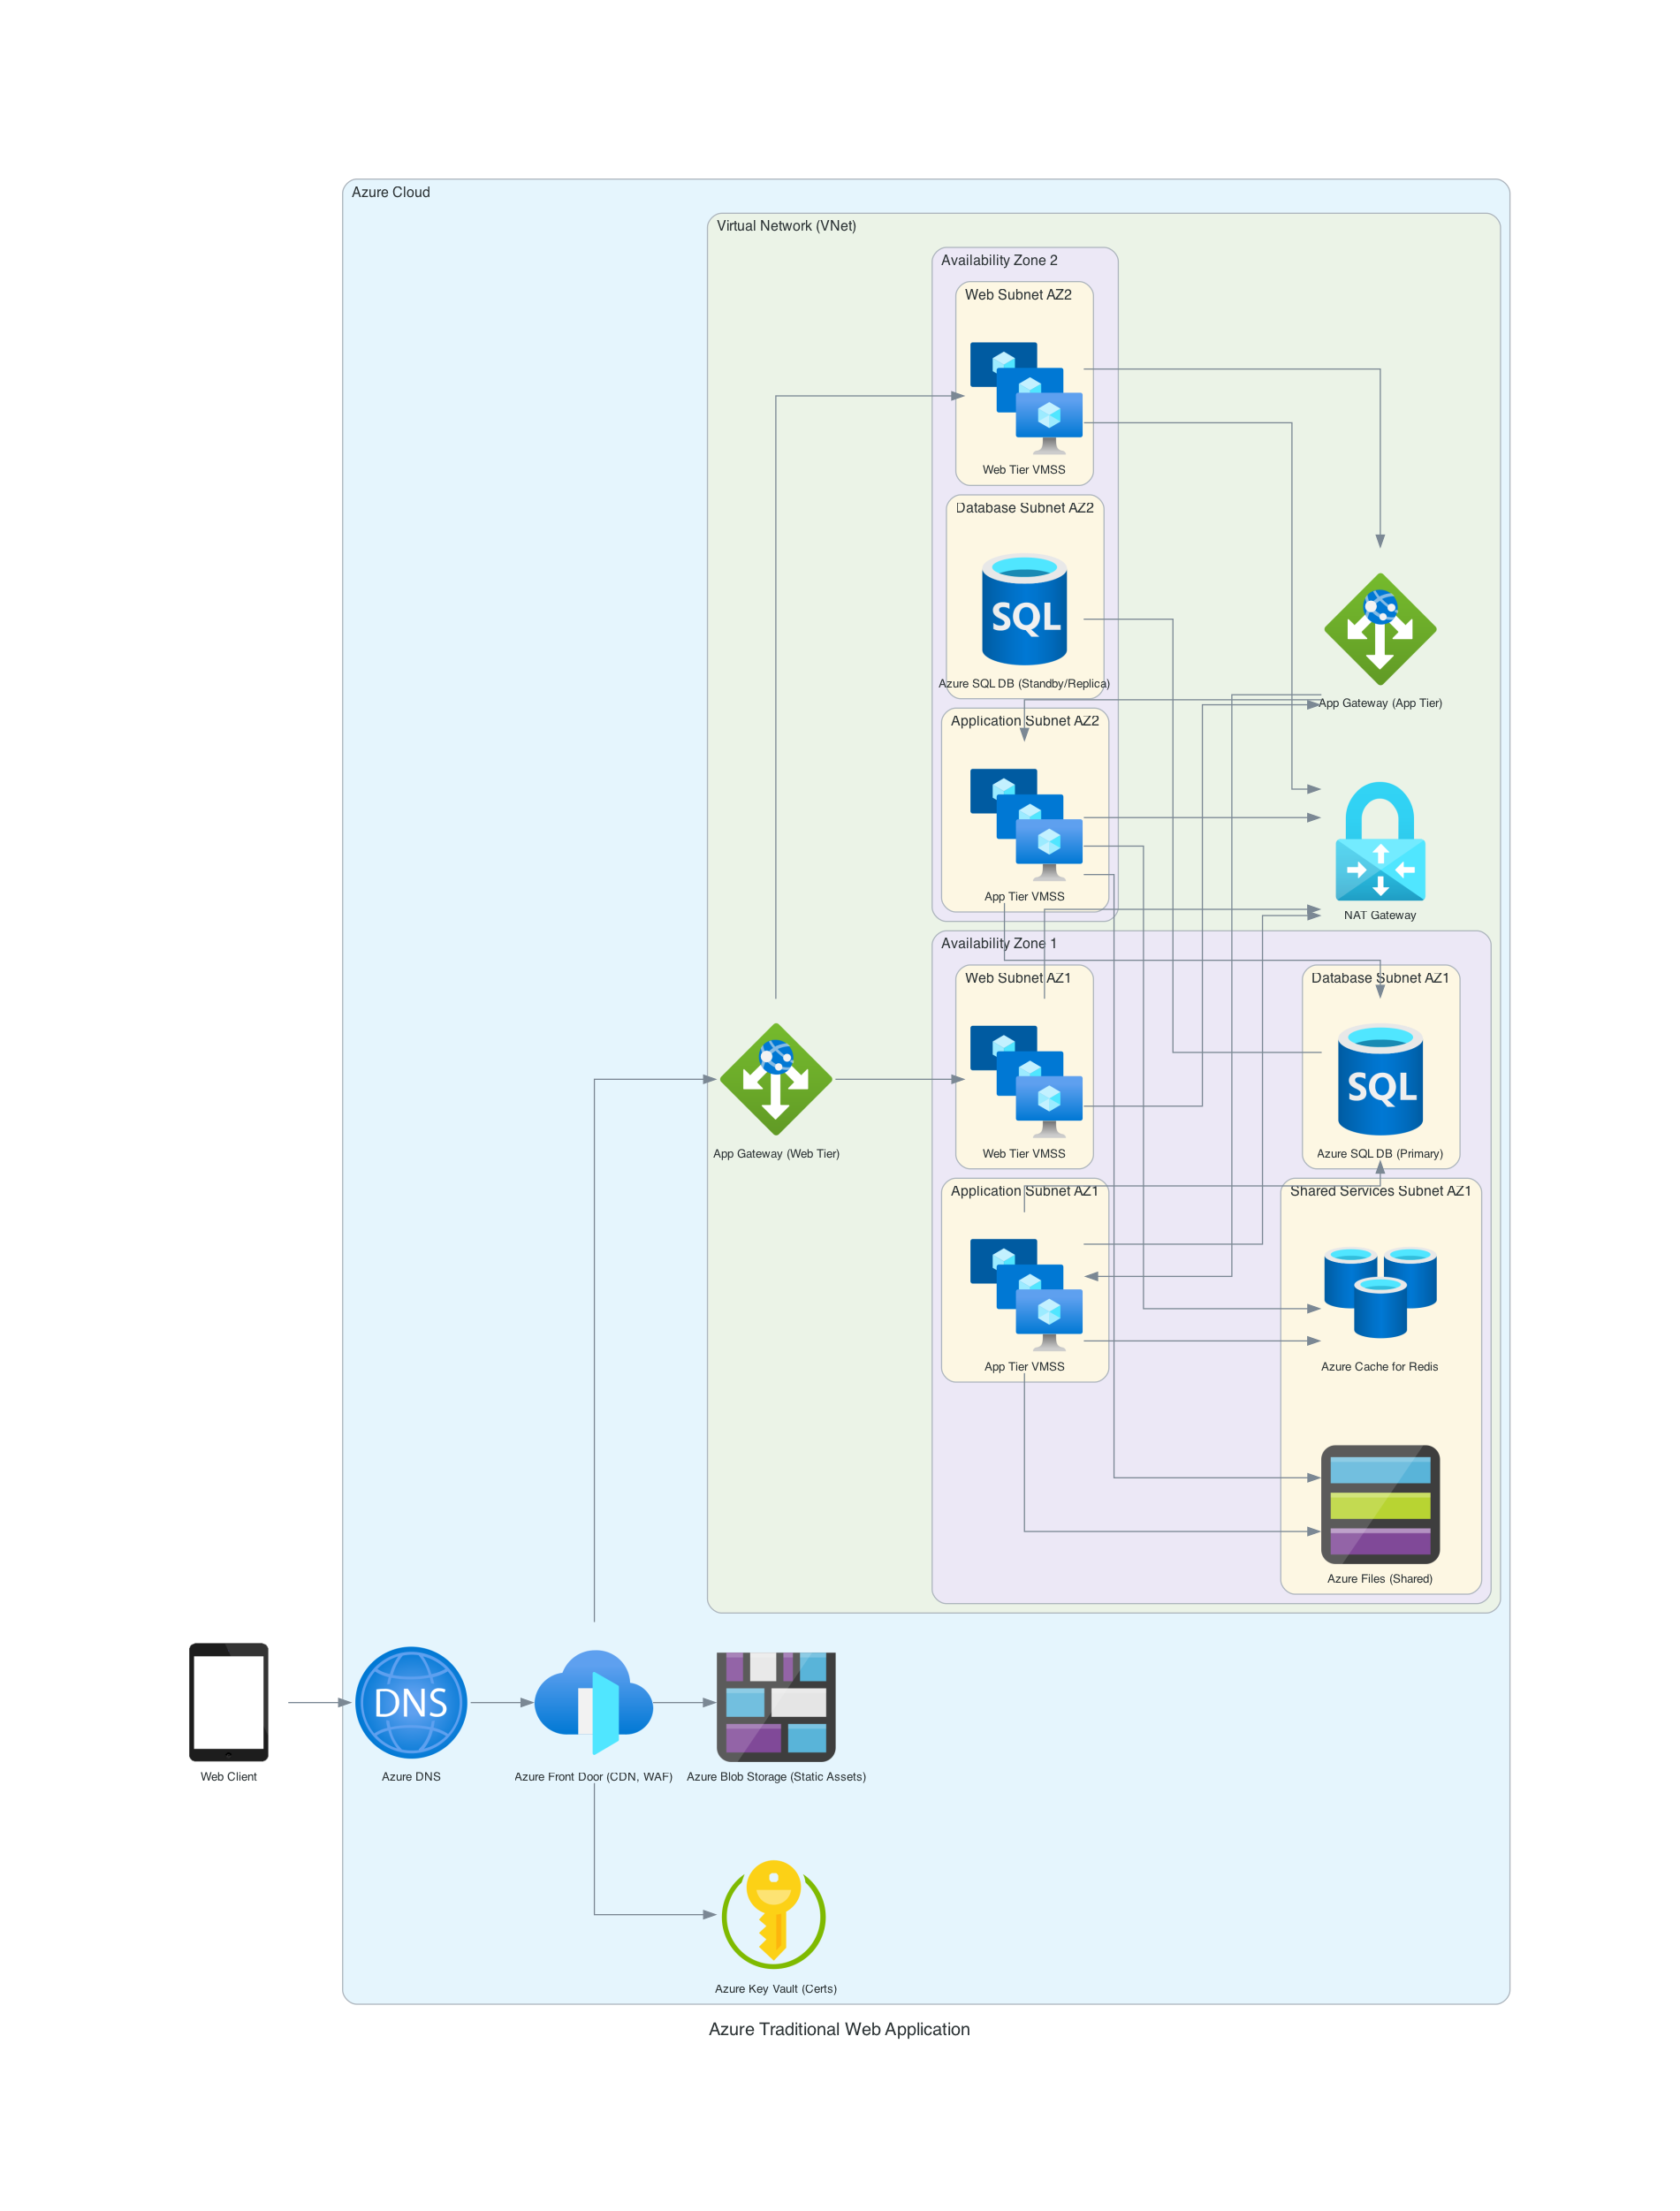 Azure Cloud
Virtual Network (VNet)
Availability Zone 2
Web Subnet AZ2
Web Tier VMSS
Database Subnet AZ2
SQL
Azure SQL DB (Standby/Replica)
App Gateway (App Tier)
Application Subnet AZ2
App Tier VMSS
NAT Gateway
Availability Zone 1
Web Subnet AZ1
Database Subnet AZ1
SQL
App Gateway (Web Tier)
Web Tier VMSS
Azure SQL DB (Primary)
Application Subnet AZ1
Shared Services Subnet AZ1
App Tier VMSS
Azure Cache for Redis
Azure Files (Shared)
DNS
Web Client
Azure DNS
Azure Front Door (CDN, WAF)
Azure Blob Storage (Static Assets)
Azure Key Vault (Certs)
Azure Traditional Web Application